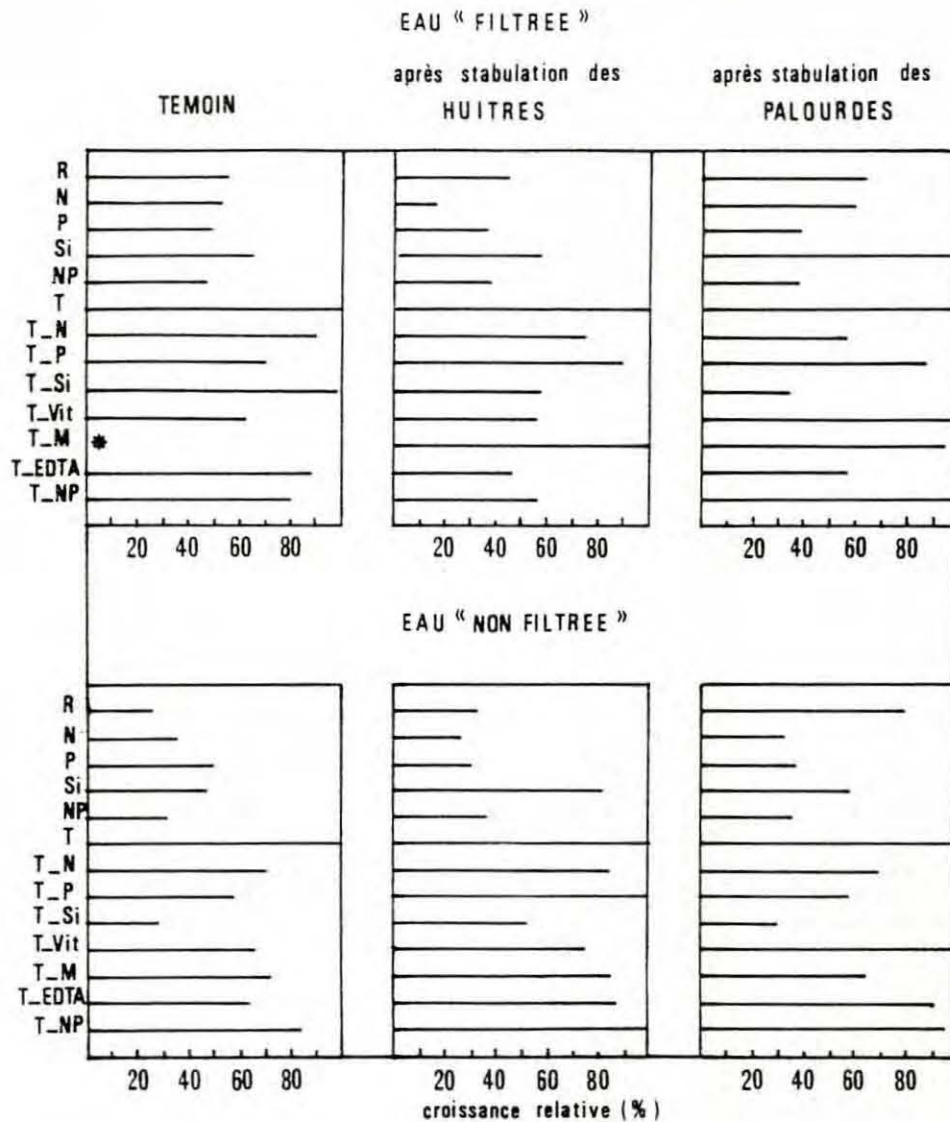 EAU « FILTREE »
TEMOIN
après stabulation des
HUITRES
après stabulation des
PALOURDES
R
N
P
Si
NP
T
T_N
T_P
T_Si
T_Vit
T_M *
T_EDTA
T_NP
20 40 60 80
20 40 60 80
20 40 60 80
EAU « NON FILTREE »
R
N
P
Si
NP
T
T_N
T_P
T_Si
T_Vit
T_M
T_EDTA
T_NP
20 40 60 80
20 40 60 80
20 40 60 80
croissance relative (%)